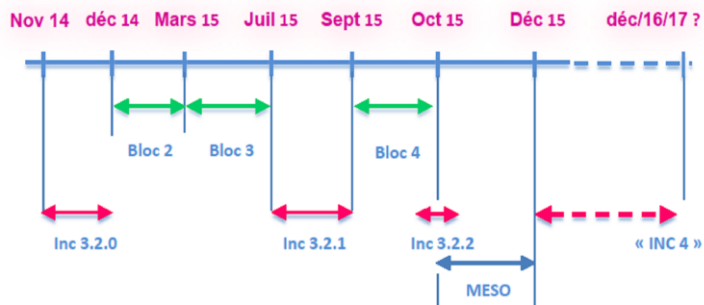 Nov 14 déc 14 Mars 15 Juil 15 Sept 15 Oct 15 Déc 15 déc/16/17 ?
Bloc 2 Bloc 3 Bloc 4
Inc 3.2.0 Inc 3.2.1 Inc 3.2.2 « INC 4 »
MESO